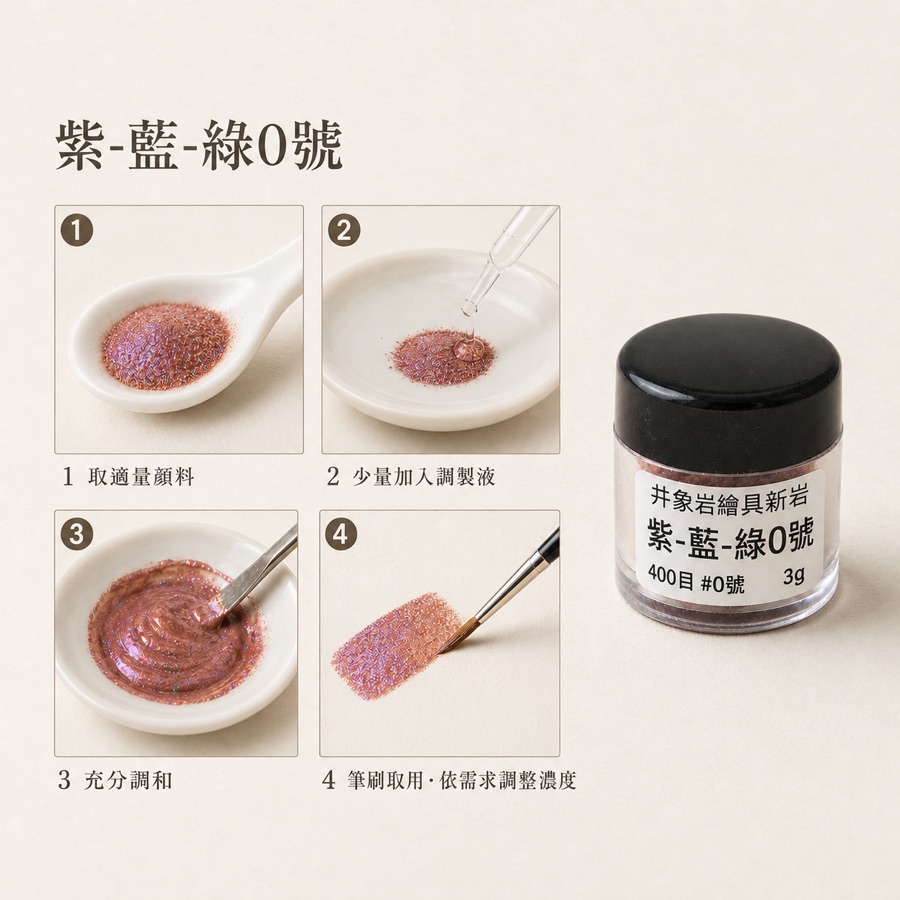 紫-藍-綠0號
1
2
1 取適量顏料
2 少量加入調製液
3
4
3 充分調和
4 筆刷取用·依需求調整濃度
井象岩繪具新岩
紫-藍-綠0號
400目 #0號 3g